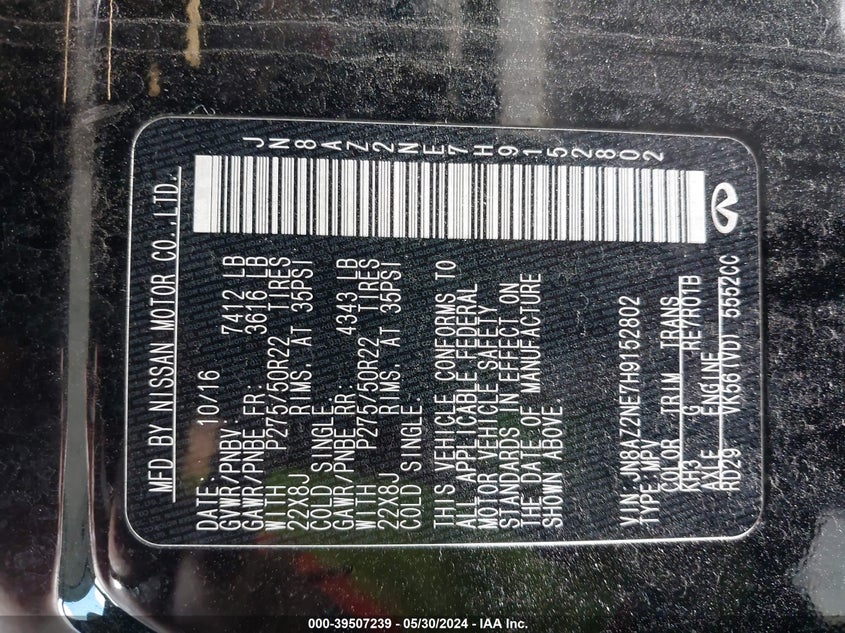 MFD BY NISSAN MOTOR CO.,LTD.
JN8AZ2NE7H9152802
DATE: 10/16
GVWR/PNBV: 7412 LB
GAWR/PNBE FR: 3616 LB
WITH P275/50R22 TIRES
22X8J RIMS AT 35PSI
COLD SINGLE.
GAWR/PNBE RR: 4343 LB
WITH P275/50R22 TIRES
22X8J RIMS AT 35PSI
COLD SINGLE.
THIS VEHICLE CONFORMS TO
ALL APPLICABLE FEDERAL
MOTOR VEHICLE SAFETY
STANDARDS IN EFFECT ON
THE DATE OF MANUFACTURE
SHOWN ABOVE.
VIN:JN8AZ2NE7H9152802
TYPE:MPV
COLOR TRIM TRANS
KH3 G RE7R01B
AXLE ENGINE
RD29 VK56(VD) 5552CC
000-39507239 — 05/30/2024 — IAA Inc.